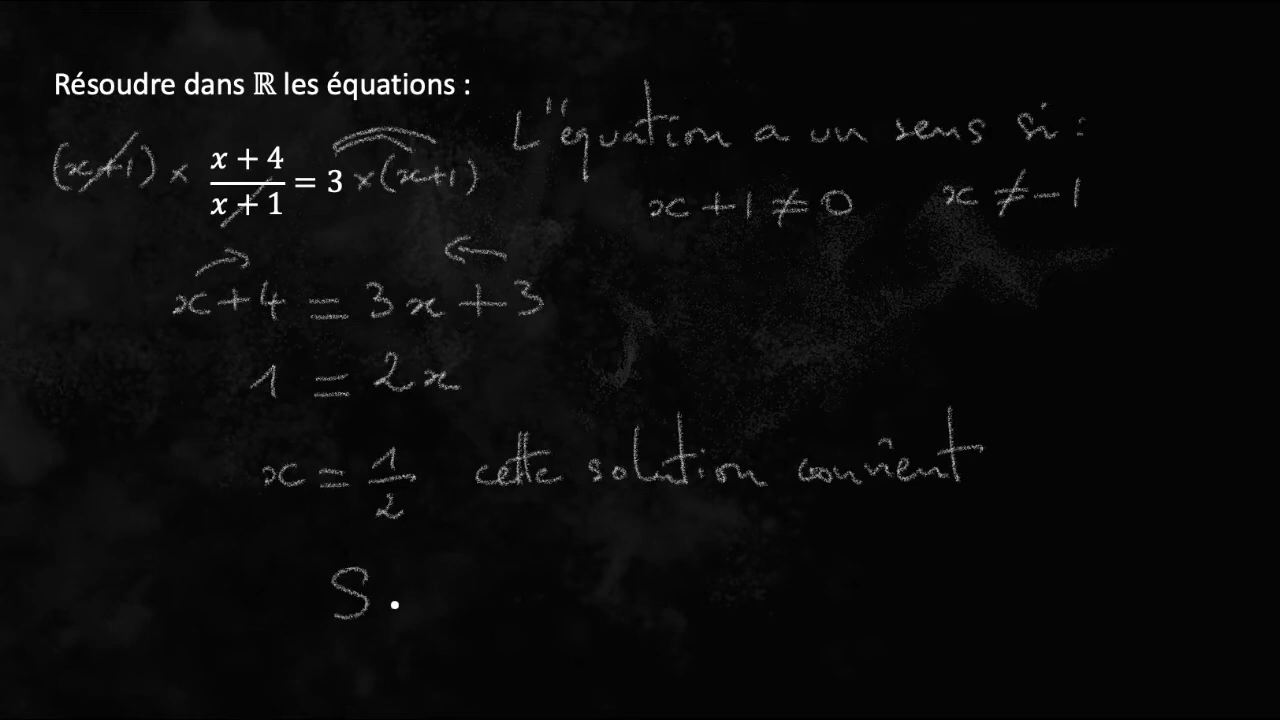 Résoudre dans ℝ les équations :
L'équation a un sens si :
(x+1) × (x + 4)/(x + 1) = 3 ×(x+1)
x+1≠0 x≠-1
x+4 = 3x+3
1 = 2x
x = 1/2 cette solution convient
S